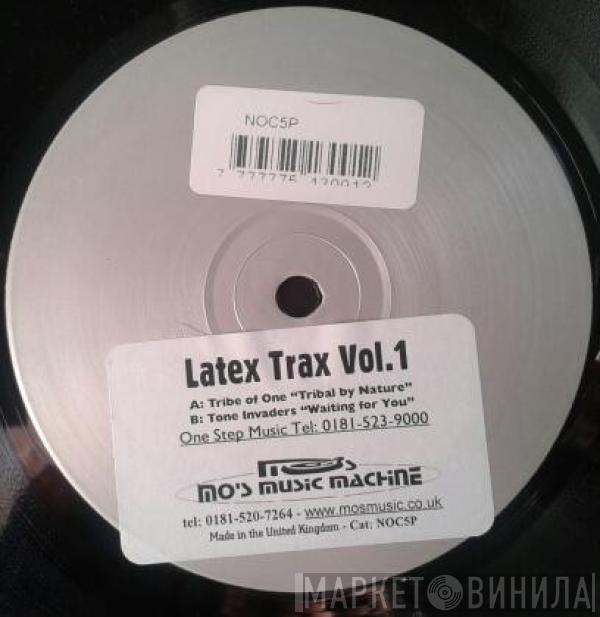 NOC5P
7 777775 430012
Latex Trax Vol.1
A: Tribe of One "Tribal by Nature"
B: Tone Invaders "Waiting for You"
One Step Music Tel: 0181-523-9000
MO'S MUSIC MACHINE
tel: 0181-520-7264 - www.mosmusic.co.uk
Made in the United Kingdom - Cat: NOC5P
МАРКЕТ ВИНИЛА